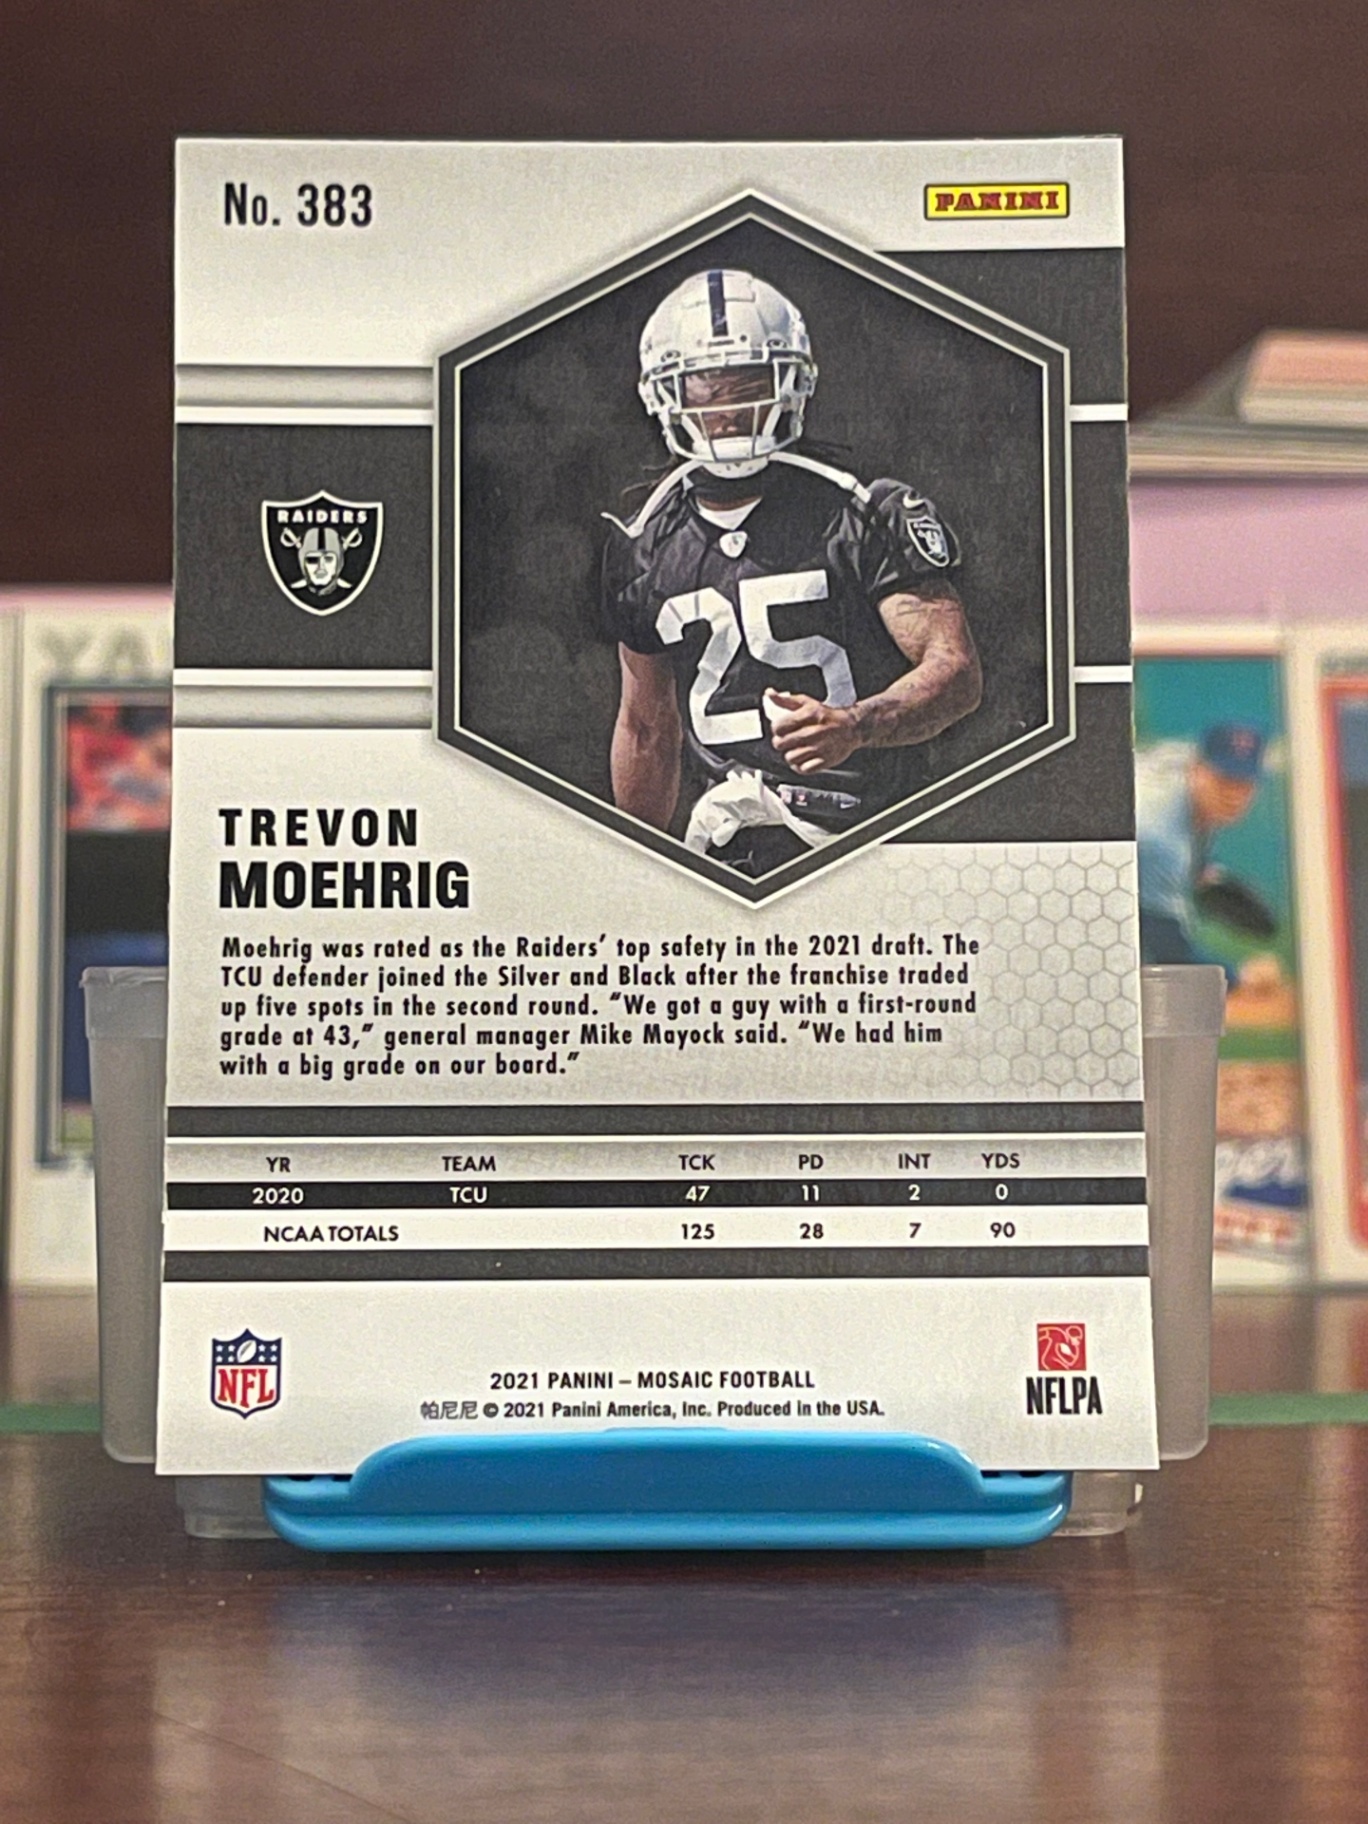 No. 383
PANINI
RAIDERS
25
TREVON
MOEHRIG
Moehrig was rated as the Raiders' top safety in the 2021 draft. The
TCU defender joined the Silver and Black after the franchise traded
up five spots in the second round. “We got a guy with a first-round
grade at 43,” general manager Mike Mayock said. “We had him
with a big grade on our board.”
YR TEAM TCK PD INT YDS
2020 TCU 47 11 2 0
NCAA TOTALS 125 28 7 90
NFL
2021 PANINI – MOSAIC FOOTBALL
帕尼尼 © 2021 Panini America, Inc. Produced in the USA.
NFLPA